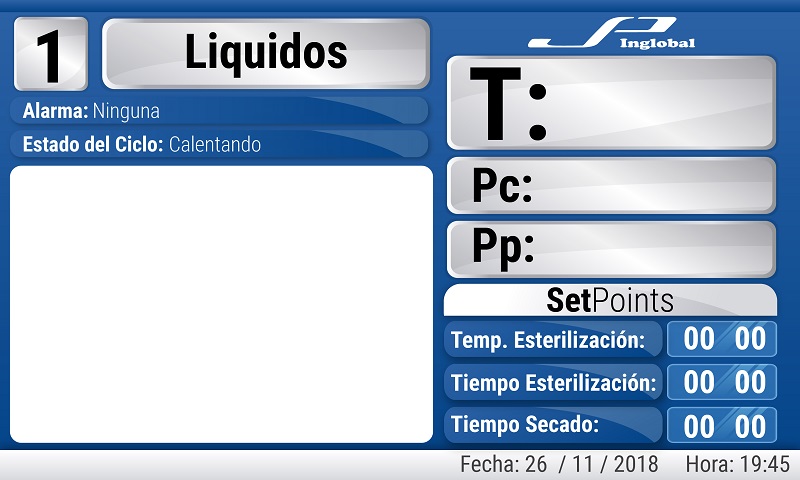 1
Liquidos
Alarma: Ninguna
Estado del Ciclo: Calentando
Inglobal
T:
Pc:
Pp:
SetPoints
Temp. Esterilización: 00 00
Tiempo Esterilización: 00 00
Tiempo Secado: 00 00
Fecha: 26 / 11 / 2018 Hora: 19:45